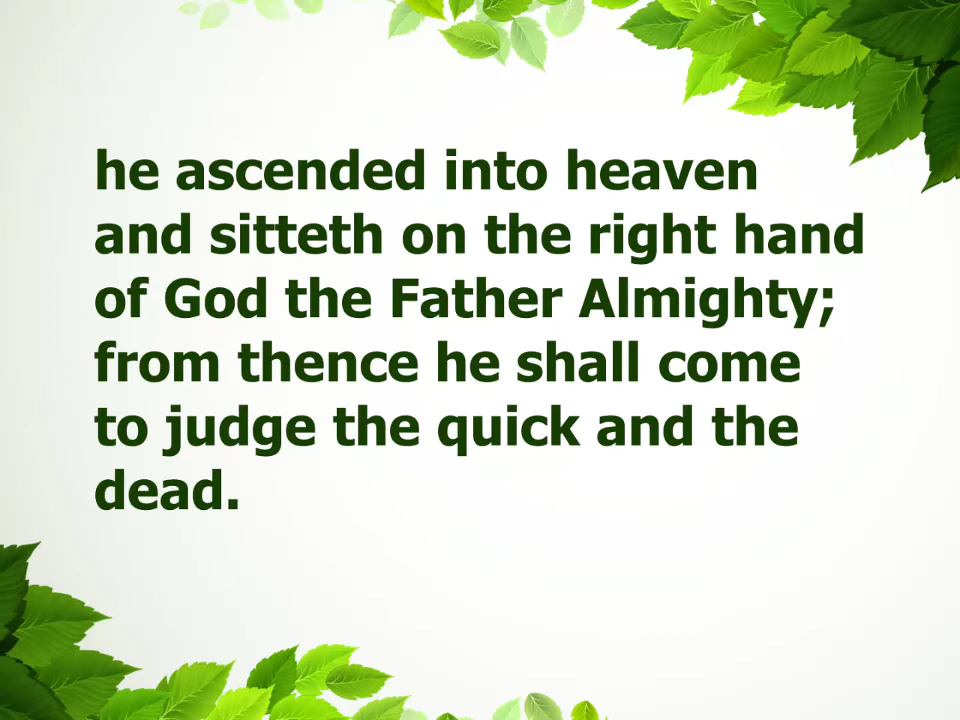 he ascended into heaven
and sitteth on the right hand
of God the Father Almighty;
from thence he shall come
to judge the quick and the
dead.